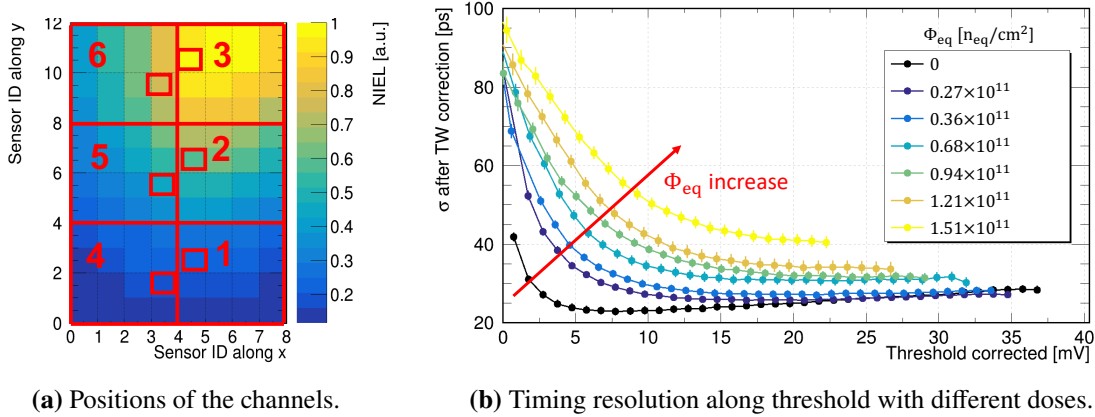 12
10
8
6
4
2
0
0 1 2 3 4 5 6 7 8
Sensor ID along y
Sensor ID along x
6 3
5 2
4 1
1
0.9
0.8
0.7
0.6
0.5
0.4
0.3
0.2
NIEL [a.u.]
100
80
60
40
20
0 5 10 15 20 25 30 35 40
σ after TW correction [ps]
Threshold corrected [mV]
Φeq increase
Φeq [neq/cm²]
0
0.27×10¹¹
0.36×10¹¹
0.68×10¹¹
0.94×10¹¹
1.21×10¹¹
1.51×10¹¹
(a) Positions of the channels.
(b) Timing resolution along threshold with different doses.